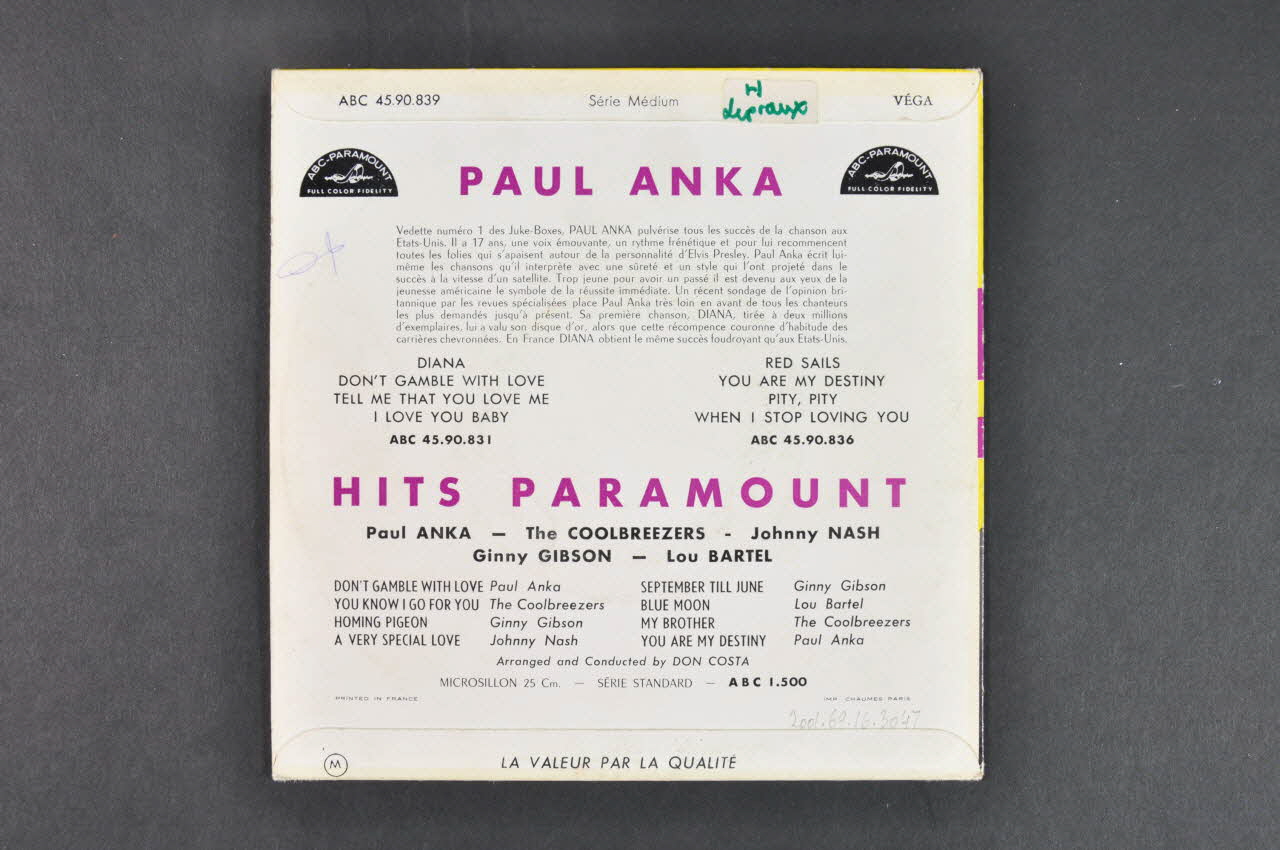 ABC 45.90.839 Série Médium VÉGA
H
Lepraux
ABC-PARAMOUNT
FULL COLOR FIDELITY
PAUL ANKA
ABC-PARAMOUNT
FULL COLOR FIDELITY
Vedette numéro 1 des Juke-Boxes, PAUL ANKA pulvérise tous les succès de la chanson aux
Etats-Unis. Il a 17 ans, une voix émouvante, un rythme frénétique et pour lui recommencent
toutes les folies qui s'apaisent autour de la personnalité d'Elvis Presley. Paul Anka écrit lui-
même les chansons qu'il interprète avec une sûreté et un style qui l'ont projeté dans le
succès à la vitesse d'un satellite. Trop jeune pour avoir un passé il est devenu aux yeux de la
jeunesse américaine le symbole de la réussite immédiate. Un récent sondage de l'opinion bri-
tannique par les revues spécialisées place Paul Anka très loin en avant de tous les chanteurs
les plus demandés jusqu'à présent. Sa première chanson, DIANA, tirée à deux millions
d'exemplaires, lui a valu son disque d'or, alors que cette récompence couronne d'habitude des
carrières chevronnées. En France DIANA obtient le même succès foudroyant qu'aux Etats-Unis.
DIANA
DON'T GAMBLE WITH LOVE
TELL ME THAT YOU LOVE ME
I LOVE YOU BABY
ABC 45.90.831
RED SAILS
YOU ARE MY DESTINY
PITY, PITY
WHEN I STOP LOVING YOU
ABC 45.90.836
HITS PARAMOUNT
Paul ANKA — The COOLBREEZERS - Johnny NASH
Ginny GIBSON — Lou BARTEL
DON'T GAMBLE WITH LOVE Paul Anka
YOU KNOW I GO FOR YOU The Coolbreezers
HOMING PIGEON Ginny Gibson
A VERY SPECIAL LOVE Johnny Nash
SEPTEMBER TILL JUNE Ginny Gibson
BLUE MOON Lou Bartel
MY BROTHER The Coolbreezers
YOU ARE MY DESTINY Paul Anka
Arranged and Conducted by DON COSTA
MICROSILLON 25 Cm. — SÉRIE STANDARD — ABC 1.500
PRINTED IN FRANCE IMP. CHAUMES PARIS
2001.69.16.3047
M LA VALEUR PAR LA QUALITÉ